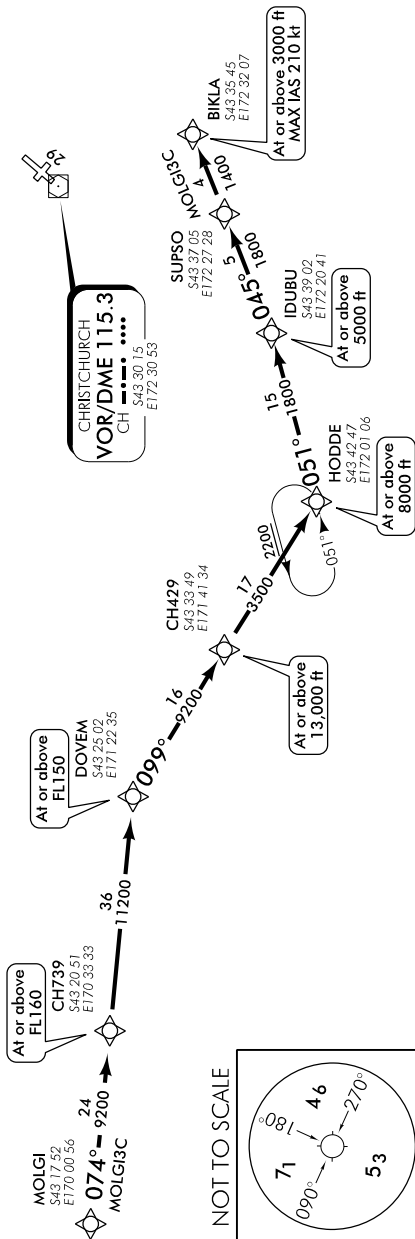 MOLGI
S43 17 52
E170 00 56
074°
24
9200
MOLGI3C
At or above
FL160
CH739
S43 20 51
E170 33 33
36
11200
At or above
FL150
DOVEM
S43 25 02
E171 22 35
099°
16
9200
CH429
S43 33 49
E171 41 34
At or above
13,000 ft
17
3500
2200
051°
HODDE
S43 42 47
E172 01 06
At or above
8000 ft
051°
15
1800
IDUBU
S43 39 02
E172 20 41
At or above
5000 ft
045°
5
1800
SUPSO
S43 37 05
E172 27 28
MOLGI3C
4
1400
BIKLA
S43 35 45
E172 32 07
At or above 3000 ft
MAX IAS 210 kt
CHRISTCHURCH
VOR/DME 115.3
CH
S43 30 15
E172 30 53
29
NOT TO SCALE
180°
090°
270°
71
46
53